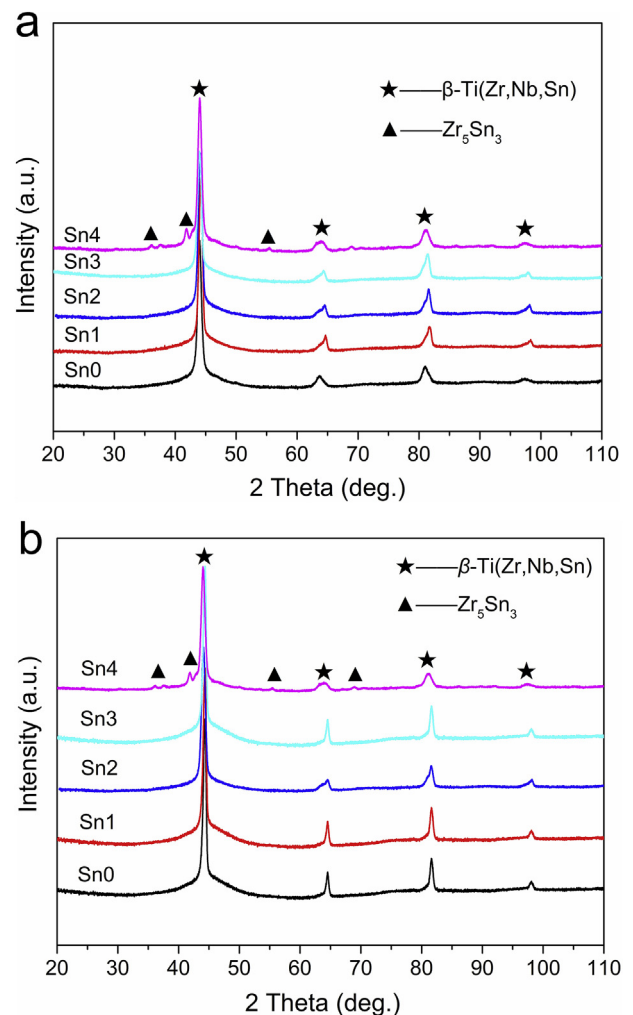 a
★——β-Ti(Zr,Nb,Sn)
▲——Zr₅Sn₃
Intensity (a.u.)
Sn4
Sn3
Sn2
Sn1
Sn0
20 30 40 50 60 70 80 90 100 110
2 Theta (deg.)
b
★——β-Ti(Zr,Nb,Sn)
▲——Zr₅Sn₃
Intensity (a.u.)
Sn4
Sn3
Sn2
Sn1
Sn0
20 30 40 50 60 70 80 90 100 110
2 Theta (deg.)